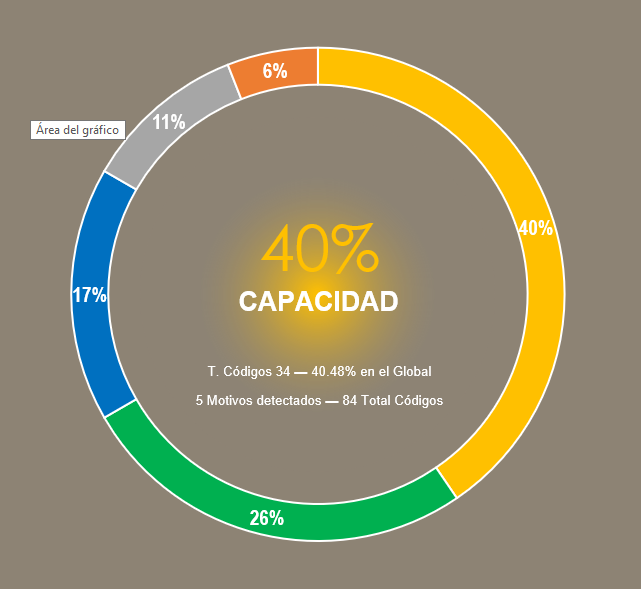 6%
11%
Área del gráfico
40%
40%
17%
CAPACIDAD
T. Códigos 34 — 40.48% en el Global
5 Motivos detectados — 84 Total Códigos
26%